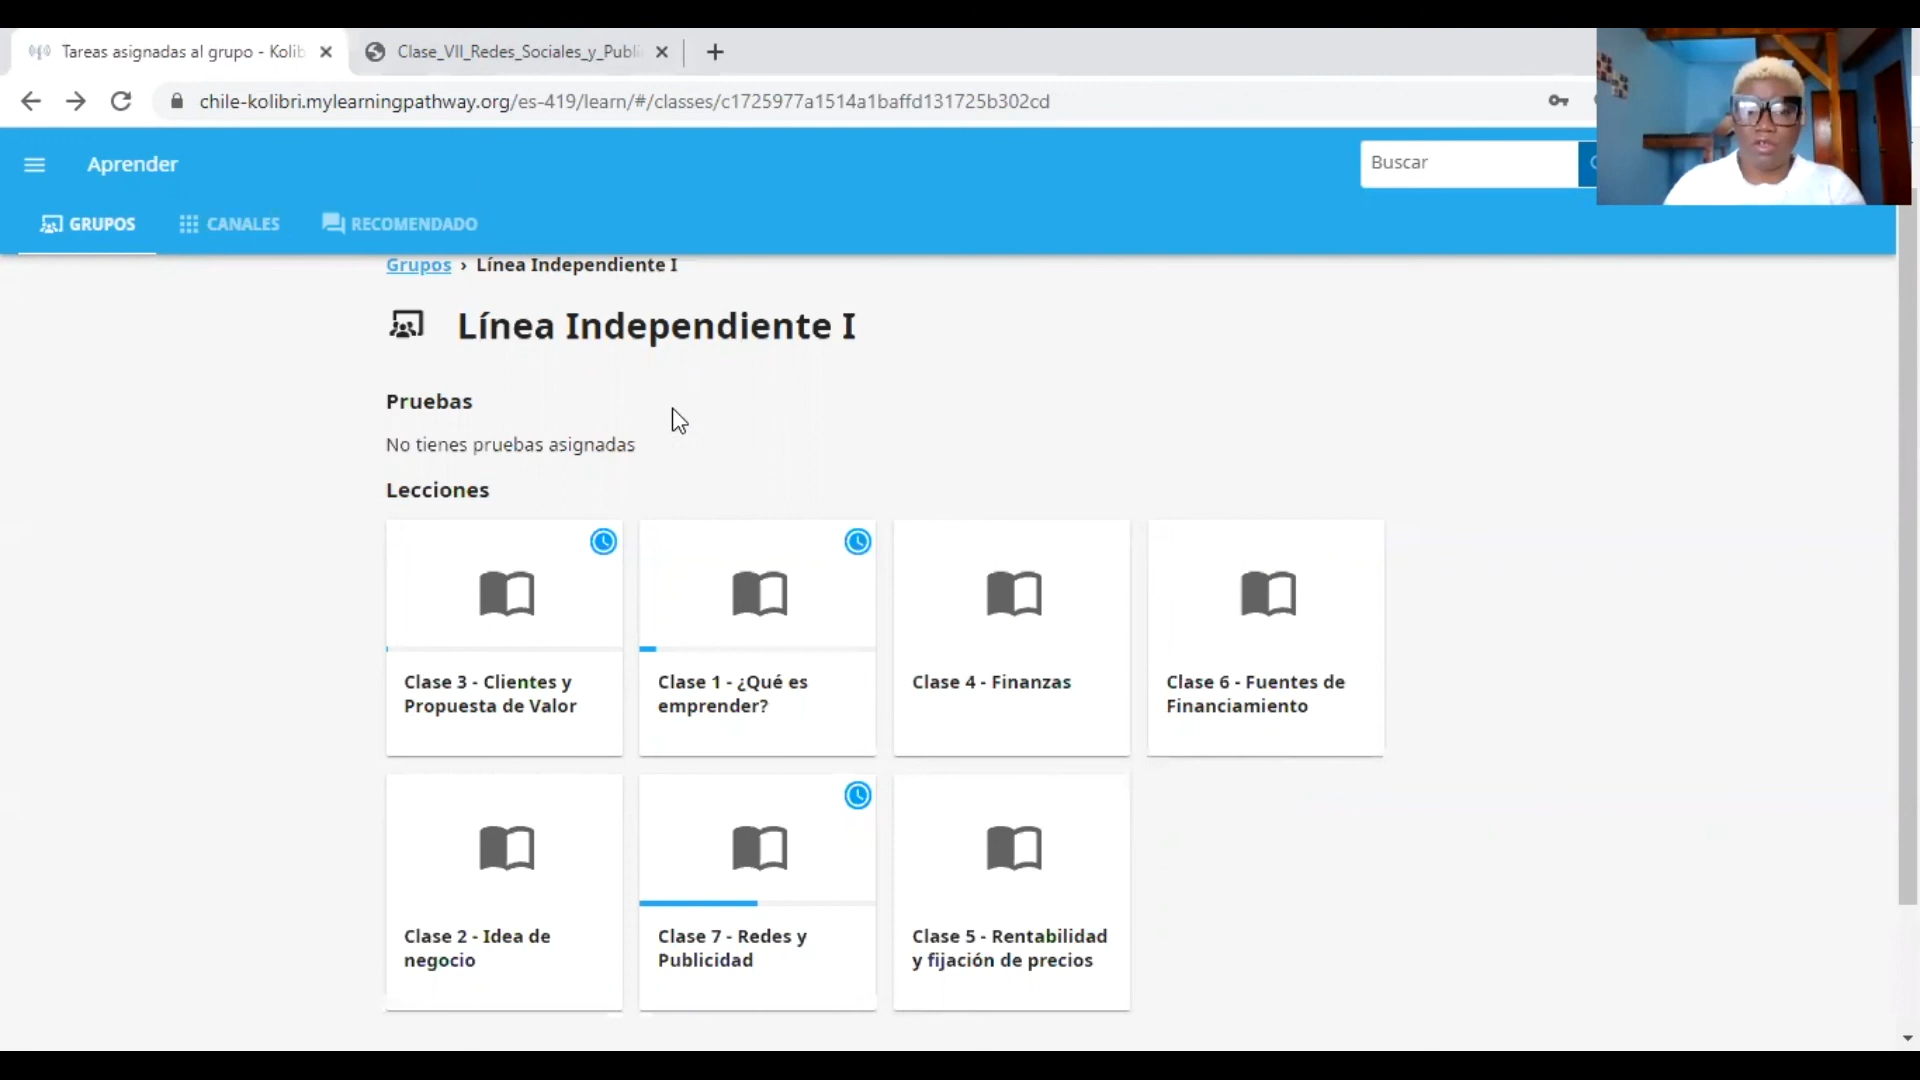 Tareas asignadas al grupo - Kolib
Clase_VII_Redes_Sociales_y_Publi
chile-kolibri.mylearningpathway.org/es-419/learn/#/classes/c1725977a1514a1baffd131725b302cd
Aprender
Buscar
GRUPOS
CANALES
RECOMENDADO
Grupos › Línea Independiente I
Línea Independiente I
Pruebas
No tienes pruebas asignadas
Lecciones
Clase 3 - Clientes y
Propuesta de Valor
Clase 1 - ¿Qué es
emprender?
Clase 4 - Finanzas
Clase 6 - Fuentes de
Financiamiento
Clase 2 - Idea de
negocio
Clase 7 - Redes y
Publicidad
Clase 5 - Rentabilidad
y fijación de precios